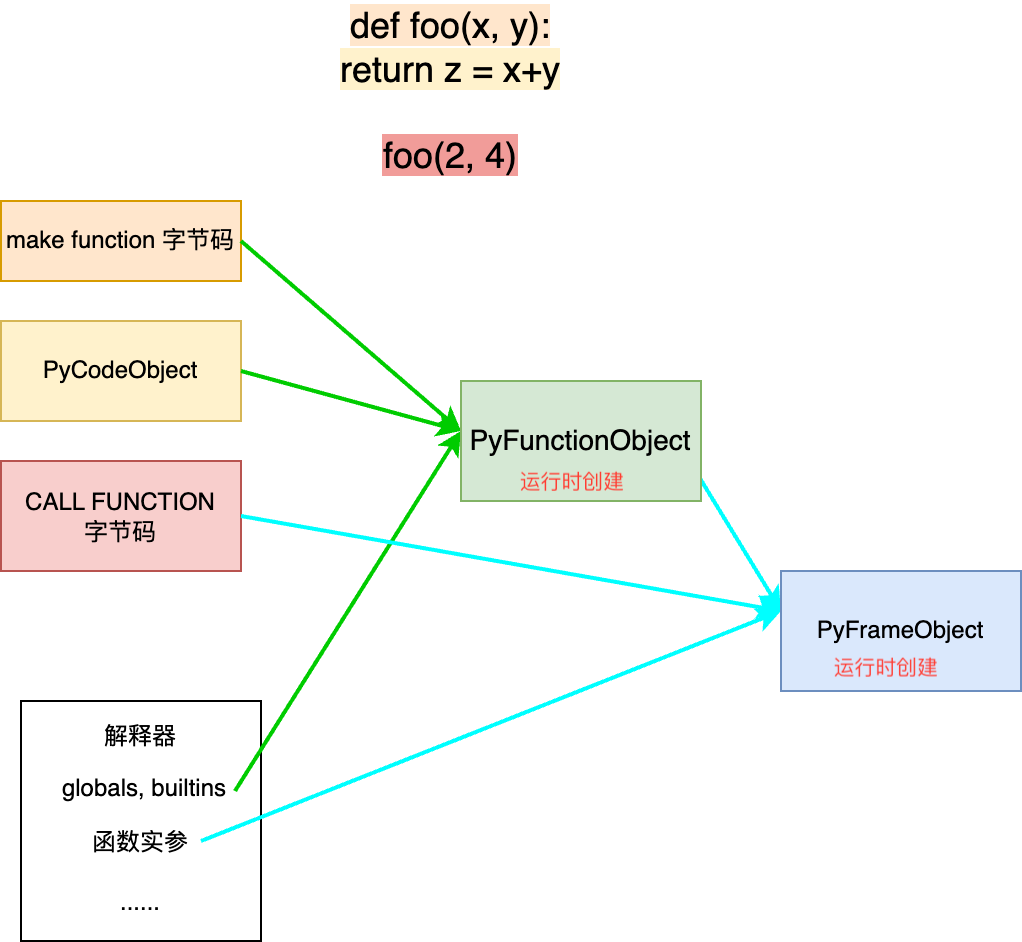 def foo(x, y):
return z = x+y
foo(2, 4)
make function 字节码
PyCodeObject
CALL FUNCTION
字节码
PyFunctionObject
运行时创建
PyFrameObject
运行时创建
解释器
globals, builtins
函数实参
......